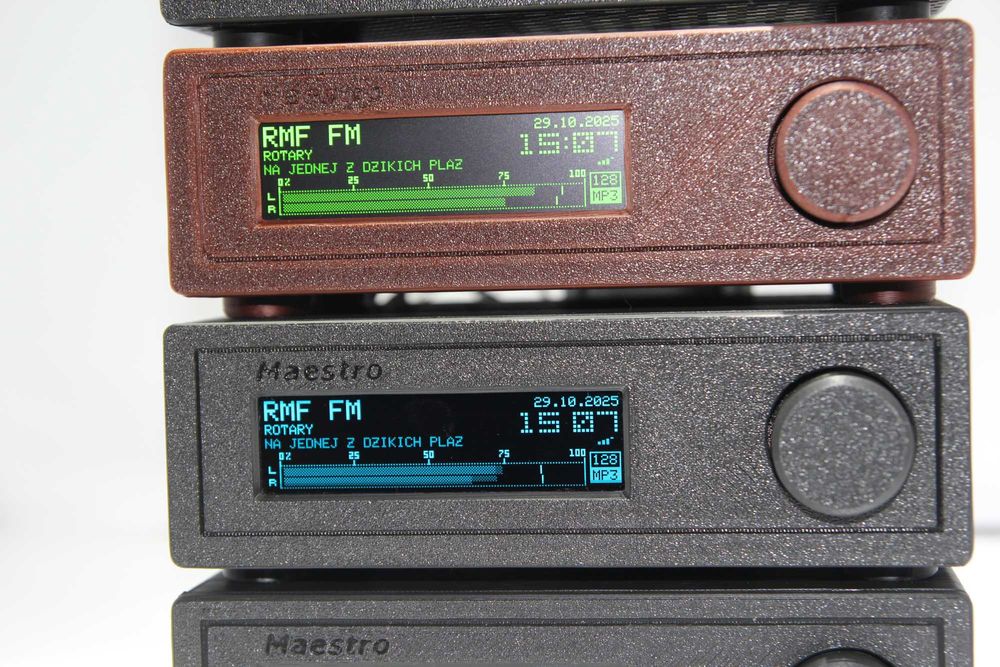 RMF FM
29.10.2025
15:07
ROTARY
NA JEDNEJ Z DZIKICH PLAZ
0% 25 50 75 100
L
R
128
MP3
Maestro
RMF FM
29.10.2025
15 07
ROTARY
NA JEDNEJ Z DZIKICH PLAZ
0% 25 50 75 100
L
R
128
MP3
Maestro